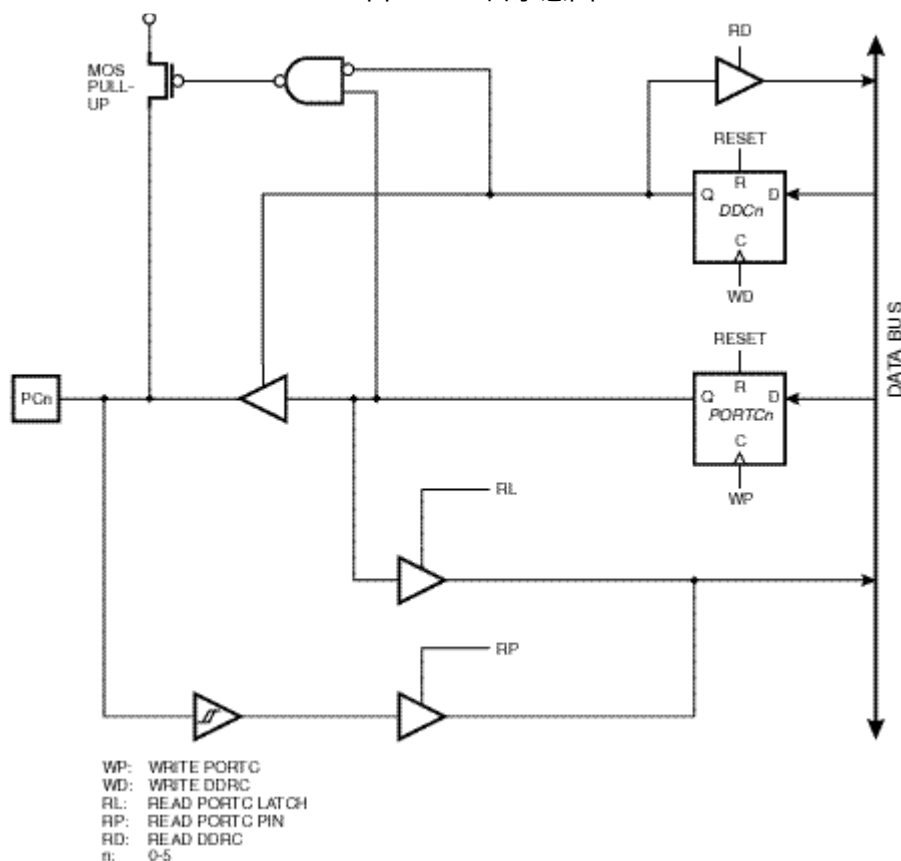 MOS
PULL-
UP
RD
RESET
R
Q
D
DDCn
C
WD
RESET
R
Q
D
PORTCn
C
WP
PCn
DATA BUS
RL
RP
WP: WRITE PORTC
WD: WRITE DDRC
RL: READ PORTC LATCH
RP: READ PORTC PIN
RD: READ DDRC
n: 0-5